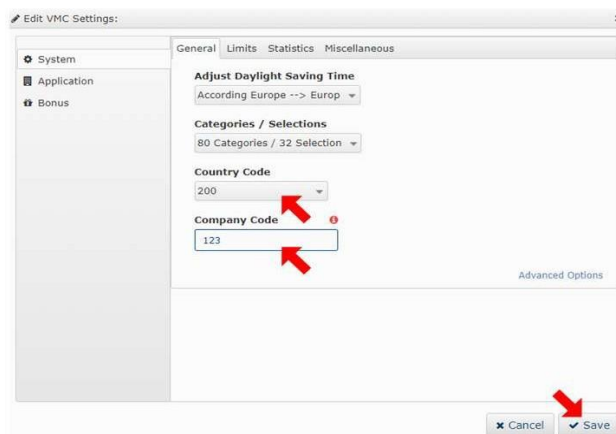 Edit VMC Settings:
System
Application
Bonus
General Limits Statistics Miscellaneous
Adjust Daylight Saving Time
According Europe --> Europ
Categories / Selections
80 Categories / 32 Selection
Country Code
200
Company Code
123
Advanced Options
Cancel Save